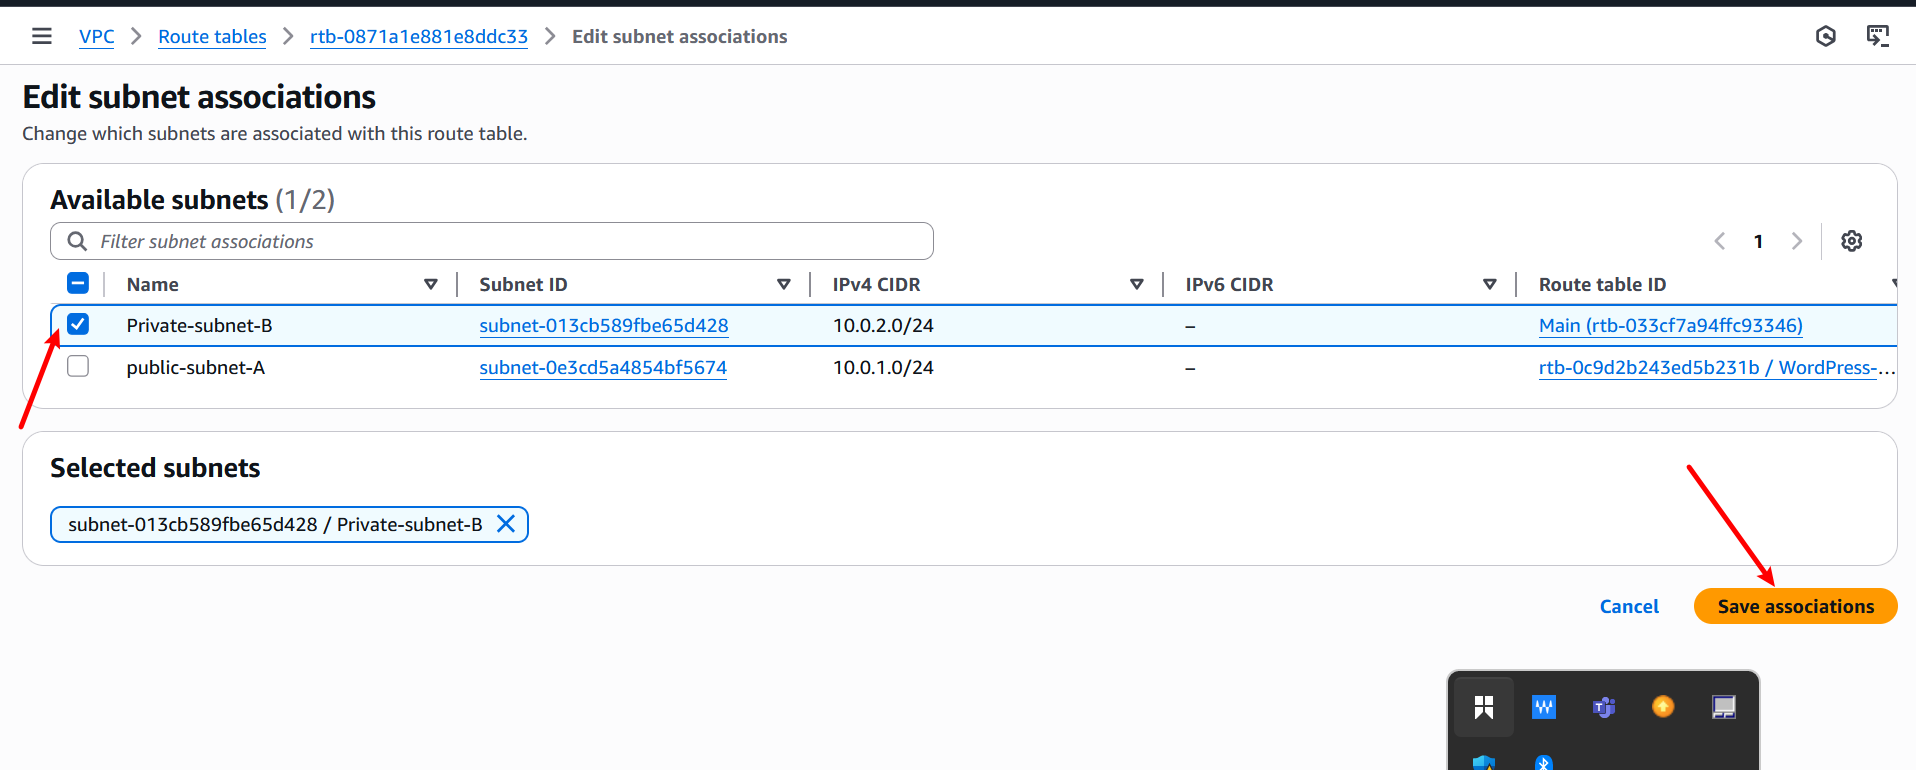 VPC > Route tables > rtb-0871a1e881e8ddc33 > Edit subnet associations
Edit subnet associations
Change which subnets are associated with this route table.
Available subnets (1/2)
Filter subnet associations
1
Name Subnet ID IPv4 CIDR IPv6 CIDR Route table ID
Private-subnet-B subnet-013cb589fbe65d428 10.0.2.0/24 – Main (rtb-033cf7a94ffc93346)
public-subnet-A subnet-0e3cd5a4854bf5674 10.0.1.0/24 – rtb-0c9d2b243ed5b231b / WordPress-...
Selected subnets
subnet-013cb589fbe65d428 / Private-subnet-B
Cancel Save associations